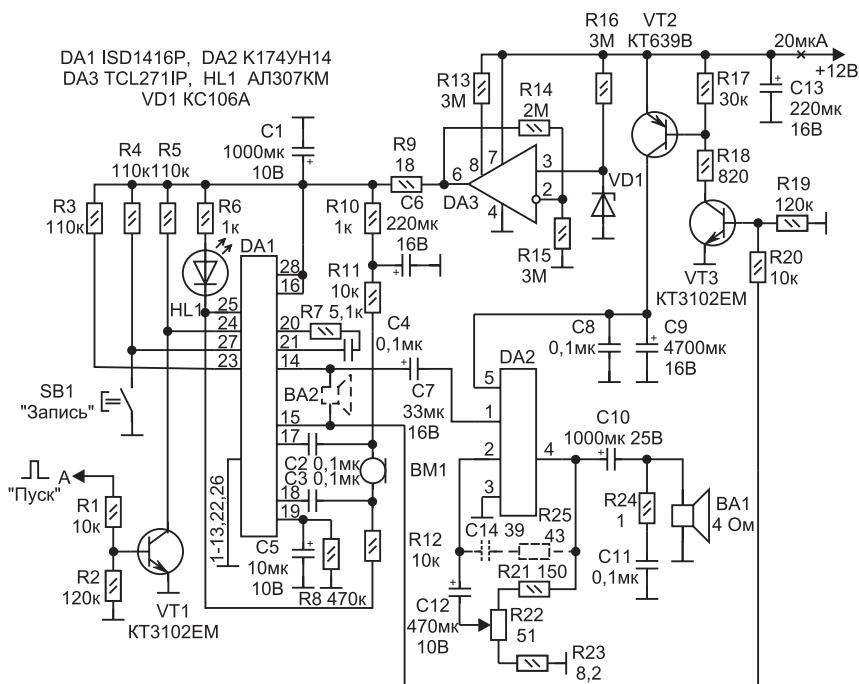 R16
3М
VT2
КТ639В
20мкА
+12В
DA1 ISD1416P, DA2 К174УН14
DA3 TCL271IP, HL1 АЛ307КМ
VD1 КС106А
R13
3М
R14
2М
R17
30к
C13
220мк
16В
C1
1000мк
10В
R9
18
6
8
7
3
2
4
DA3
VD1
R18
820
R19
120к
R4 R5
110к 110к
R3
110к
R6
1к
C6
220мк
16В
R10
1к
R15
3М
VT3
КТ3102ЕМ
R20
10к
DA1
HL1
28
16
R11
10к
25
24
27
23
20
21
14
15
17
18
19
R7 5,1к
C4
0,1мк
C8
0,1мк
C9
4700мк
16В
DA2
BA2
C7
33мк
16В
5
1
2
3
4
SB1
"Запись"
C10
1000мк 25В
C2 0,1мк
C3 0,1мк
BM1
"Пуск"
А
R1
10к
1-13,22,26
R24
1
BA1
4 Ом
C5
10мк
10В
R12
10к
C14 39
R25
43
R2
120к
R8 470к
R21 150
C11
0,1мк
VT1
КТ3102ЕМ
C12
470мк
10В
R22
51
R23
8,2